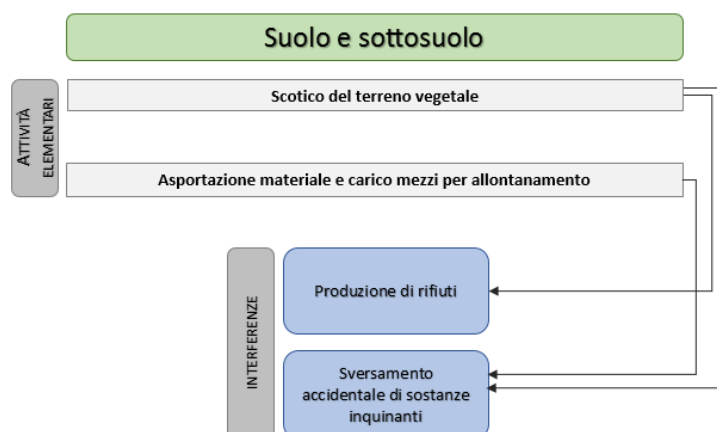 Suolo e sottosuolo
ATTIVITÀ
ELEMENTARI
Scotico del terreno vegetale
Asportazione materiale e carico mezzi per allontanamento
INTERFERENZE
Produzione di rifiuti
Sversamento
accidentale di sostanze
inquinanti